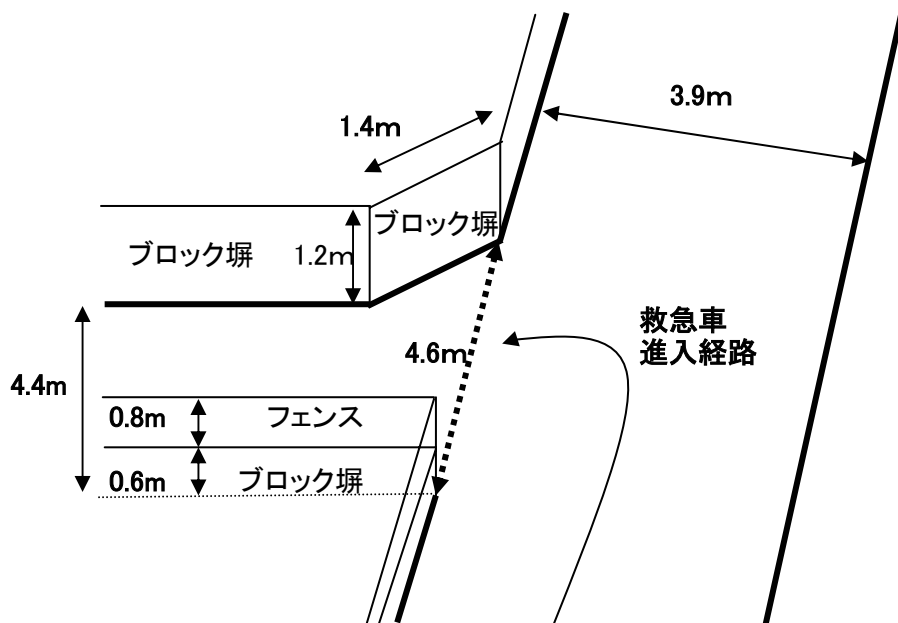 3.9m
1.4m
ブロック塀
ブロック塀
1.2m
救急車
進入経路
4.6m
4.4m
0.8m
フェンス
0.6m
ブロック塀